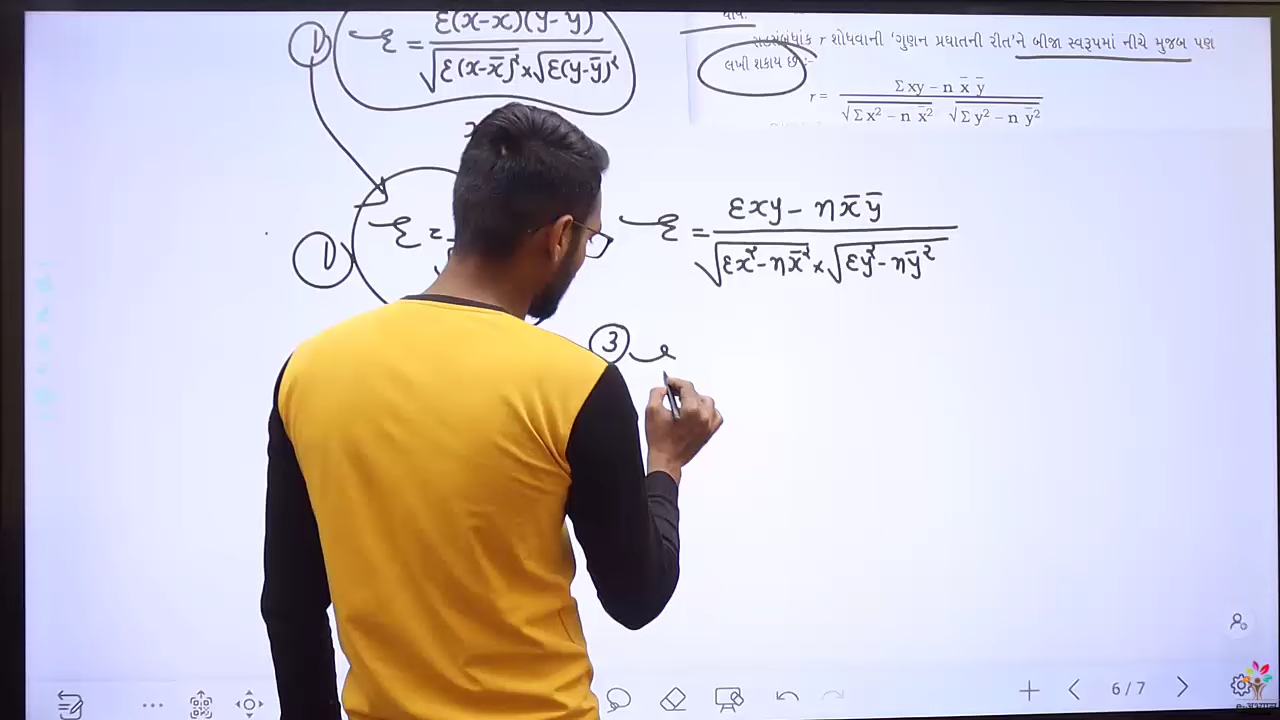 ① r = Σ(x-x̄)(y-ȳ)
√Σ(x-x̄)² × √Σ(y-ȳ)²
સહસંબંધાંક r શોધવાની ‘ગુણન પ્રઘાતની રીત’ને બીજા સ્વરૂપમાં નીચે મુજબ પણ
લખી શકાય છે :-
r = Σxy – n x̄ ȳ
√Σx² – n x̄² √Σy² – n ȳ²
① r =
r = Σxy - n x̄ ȳ
√Σx² - n x̄² × √Σy² - n ȳ²
③
6 / 7